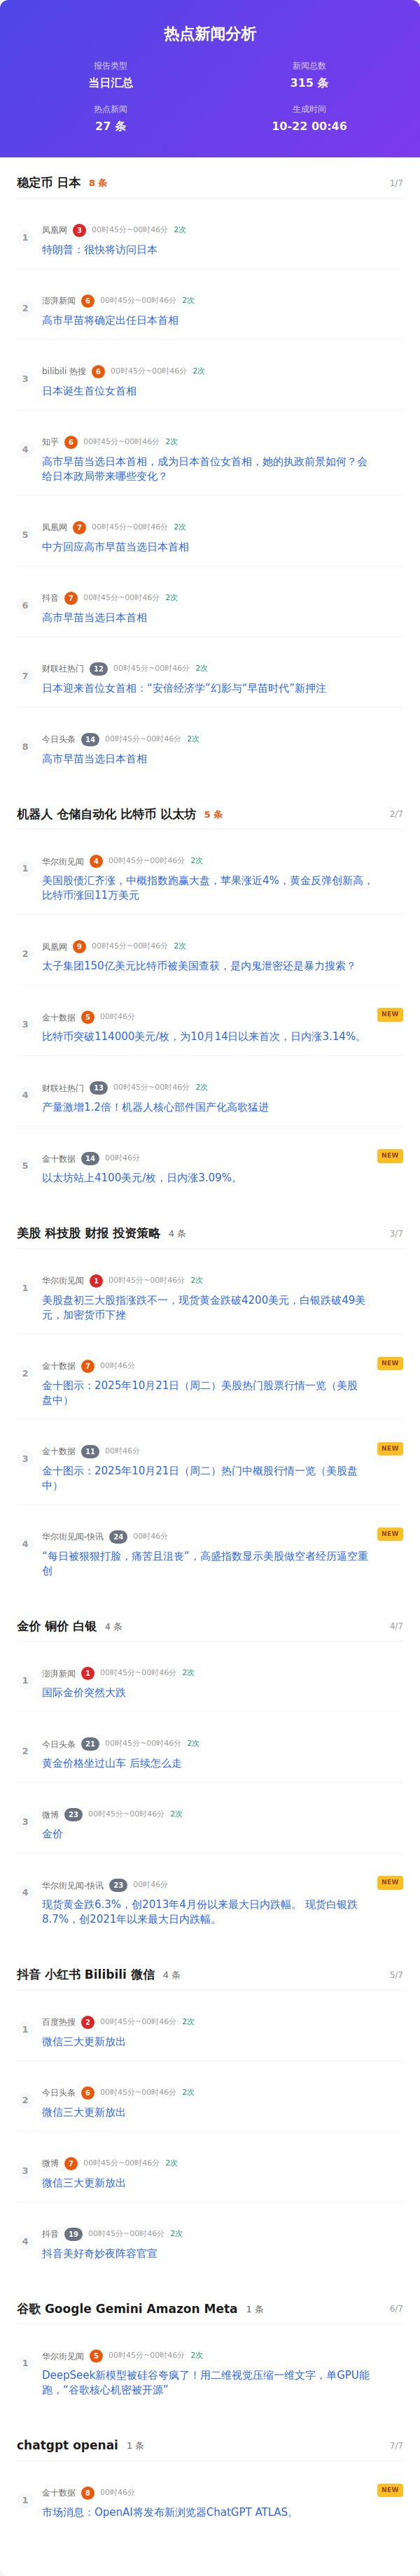 热点新闻分析
报告类型
当日汇总
新闻总数
315 条
热点新闻
27 条
生成时间
10-22 00:46
稳定币 日本 8 条 1/7
1
凤凰网 3 00时45分~00时46分 2次
特朗普：很快将访问日本
2
澎湃新闻 6 00时45分~00时46分 2次
高市早苗将确定出任日本首相
3
bilibili 热搜 6 00时45分~00时46分 2次
日本诞生首位女首相
4
知乎 6 00时45分~00时46分 2次
高市早苗当选日本首相，成为日本首位女首相，她的执政前景如何？会
给日本政局带来哪些变化？
5
凤凰网 7 00时45分~00时46分 2次
中方回应高市早苗当选日本首相
6
抖音 7 00时45分~00时46分 2次
高市早苗当选日本首相
7
财联社热门 12 00时45分~00时46分 2次
日本迎来首位女首相：“安倍经济学”幻影与“早苗时代”新押注
8
今日头条 14 00时45分~00时46分 2次
高市早苗当选日本首相
机器人 仓储自动化 比特币 以太坊 5 条 2/7
1
华尔街见闻 4 00时45分~00时46分 2次
美国股债汇齐涨，中概指数跑赢大盘，苹果涨近4%，黄金反弹创新高，
比特币涨回11万美元
2
凤凰网 9 00时45分~00时46分 2次
太子集团150亿美元比特币被美国查获，是内鬼泄密还是暴力搜索？
3
金十数据 5 00时46分 NEW
比特币突破114000美元/枚，为10月14日以来首次，日内涨3.14%。
4
财联社热门 13 00时45分~00时46分 2次
产量激增1.2倍！机器人核心部件国产化高歌猛进
5
金十数据 14 00时46分 NEW
以太坊站上4100美元/枚，日内涨3.09%。
美股 科技股 财报 投资策略 4 条 3/7
1
华尔街见闻 1 00时45分~00时46分 2次
美股盘初三大股指涨跌不一，现货黄金跌破4200美元，白银跌破49美
元，加密货币下挫
2
金十数据 7 00时46分 NEW
金十图示：2025年10月21日（周二）美股热门股票行情一览（美股
盘中）
3
金十数据 11 00时46分 NEW
金十图示：2025年10月21日（周二）热门中概股行情一览（美股盘
中）
4
华尔街见闻-快讯 24 00时46分 NEW
“每日被狠狠打脸，痛苦且沮丧”，高盛指数显示美股做空者经历逼空重
创
金价 铜价 白银 4 条 4/7
1
澎湃新闻 1 00时45分~00时46分 2次
国际金价突然大跌
2
今日头条 21 00时45分~00时46分 2次
黄金价格坐过山车 后续怎么走
3
微博 23 00时45分~00时46分 2次
金价
4
华尔街见闻-快讯 23 00时46分 NEW
现货黄金跌6.3%，创2013年4月份以来最大日内跌幅。 现货白银跌
8.7%，创2021年以来最大日内跌幅。
抖音 小红书 Bilibili 微信 4 条 5/7
1
百度热搜 2 00时45分~00时46分 2次
微信三大更新放出
2
今日头条 6 00时45分~00时46分 2次
微信三大更新放出
3
微博 7 00时45分~00时46分 2次
微信三大更新放出
4
抖音 19 00时45分~00时46分 2次
抖音美好奇妙夜阵容官宣
谷歌 Google Gemini Amazon Meta 1 条 6/7
1
华尔街见闻 5 00时45分~00时46分 2次
DeepSeek新模型被硅谷夸疯了！用二维视觉压缩一维文字，单GPU能
跑，“谷歌核心机密被开源”
chatgpt openai 1 条 7/7
1
金十数据 8 00时46分 NEW
市场消息：OpenAI将发布新浏览器ChatGPT ATLAS。